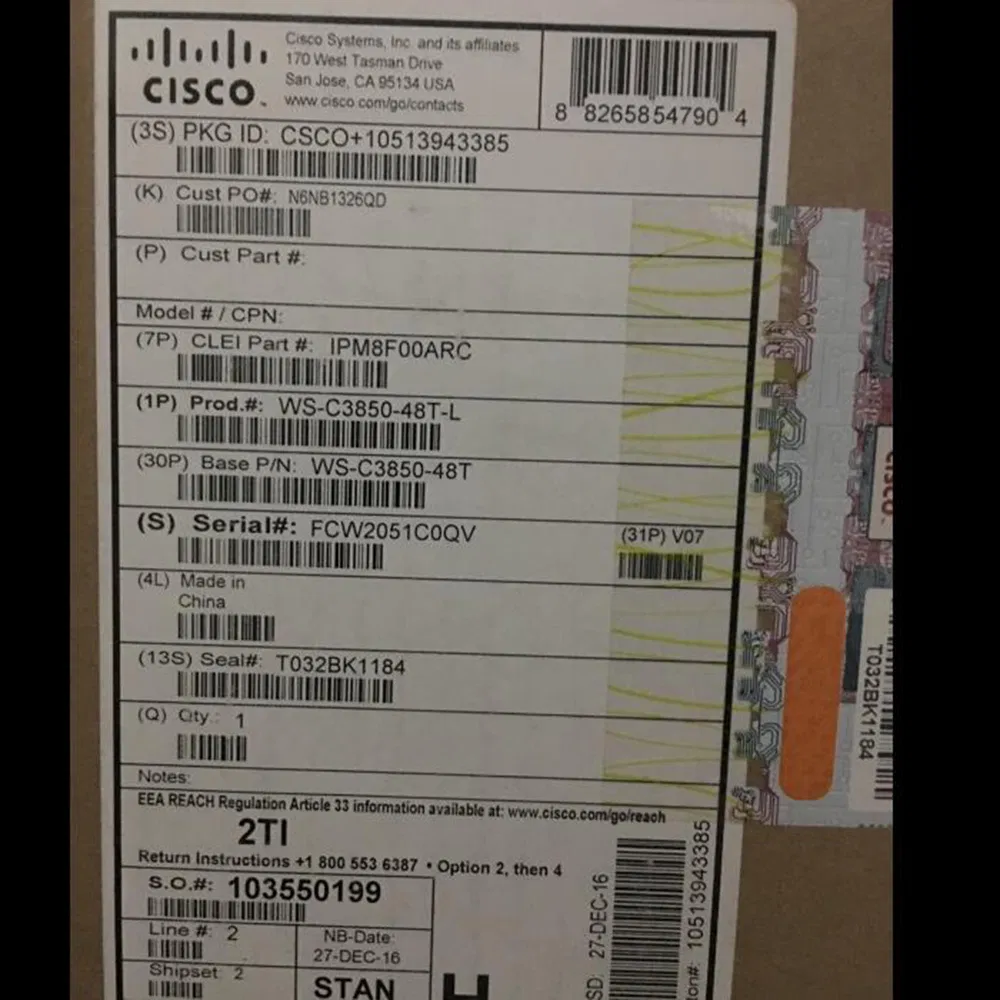 CISCO
Cisco Systems, Inc. and its affiliates
170 West Tasman Drive
San Jose, CA 95134 USA
www.cisco.com/go/contacts
8 8265854790 4
(3S) PKG ID: CSCO+10513943385
(K) Cust PO#: N6NB1326QD
(P) Cust Part #:
Model # / CPN:
(7P) CLEI Part #: IPM8F00ARC
(1P) Prod.#: WS-C3850-48T-L
(30P) Base P/N: WS-C3850-48T
(S) Serial#: FCW2051C0QV
(31P) V07
(4L) Made in
China
(13S) Seal#: T032BK1184
(Q) Qty.: 1
Notes:
EEA REACH Regulation Article 33 information available at: www.cisco.com/go/reach
2TI
Return Instructions +1 800 553 6387 • Option 2, then 4
S.O.#: 103550199
Line #: 2
NB-Date:
27-DEC-16
Shipset: 2
STAN
H
SD: 27-DEC-16
on#: 10513943385
CISCO
T032BK1184